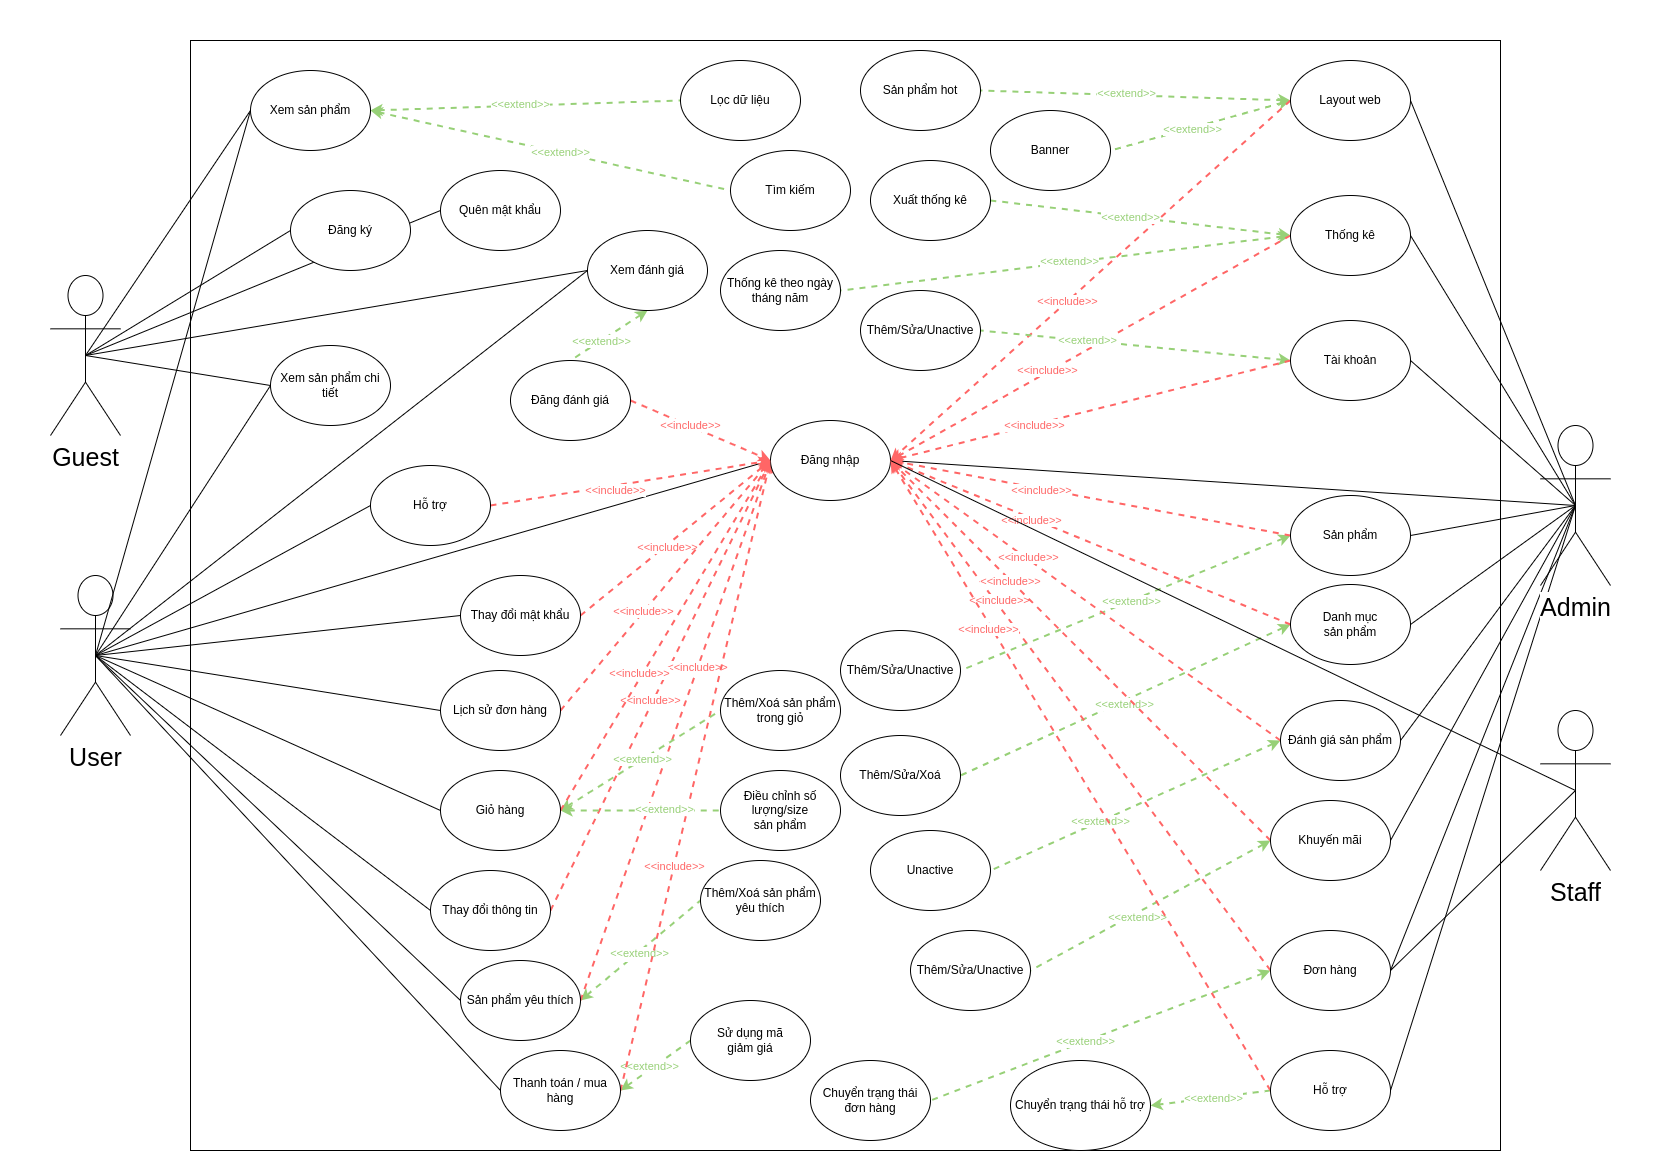 Xem sản phẩm
<<extend>>
Lọc dữ liệu
Sản phẩm hot
<<extend>>
Layout web
<<extend>>
Banner
<<extend>>
Tìm kiếm
Quên mật khẩu
Xuất thống kê
<<extend>>
Đăng ký
Thống kê
Xem đánh giá
<<extend>>
Thống kê theo ngày
tháng năm
<<include>>
Thêm/Sửa/Unactive
<<extend>>
<<extend>>
Tài khoản
<<include>>
Xem sản phẩm chi
tiết
Đăng đánh giá
<<include>>
<<include>>
Guest
Đăng nhập
<<include>>
<<include>>
Hỗ trợ
<<include>>
Sản phẩm
<<include>>
<<include>>
<<include>>
<<include>>
<<extend>>
Admin
Thay đổi mật khẩu
<<include>>
<<include>>
Danh mục
sản phẩm
<<include>>
<<include>>
Thêm/Sửa/Unactive
<<include>>
Lịch sử đơn hàng
Thêm/Xoá sản phẩm
trong giỏ
<<extend>>
User
<<extend>>
Đánh giá sản phẩm
Thêm/Sửa/Xoá
Giỏ hàng
<<extend>>
Điều chỉnh số
lượng/size
sản phẩm
<<extend>>
Khuyến mãi
<<include>>
Unactive
Staff
Thay đổi thông tin
Thêm/Xoá sản phẩm
yêu thích
<<extend>>
<<extend>>
Thêm/Sửa/Unactive
Đơn hàng
Sản phẩm yêu thích
Sử dụng mã
giảm giá
<<extend>>
<<extend>>
Thanh toán / mua
hàng
Chuyển trạng thái
đơn hàng
Chuyển trạng thái hỗ trợ
<<extend>>
Hỗ trợ